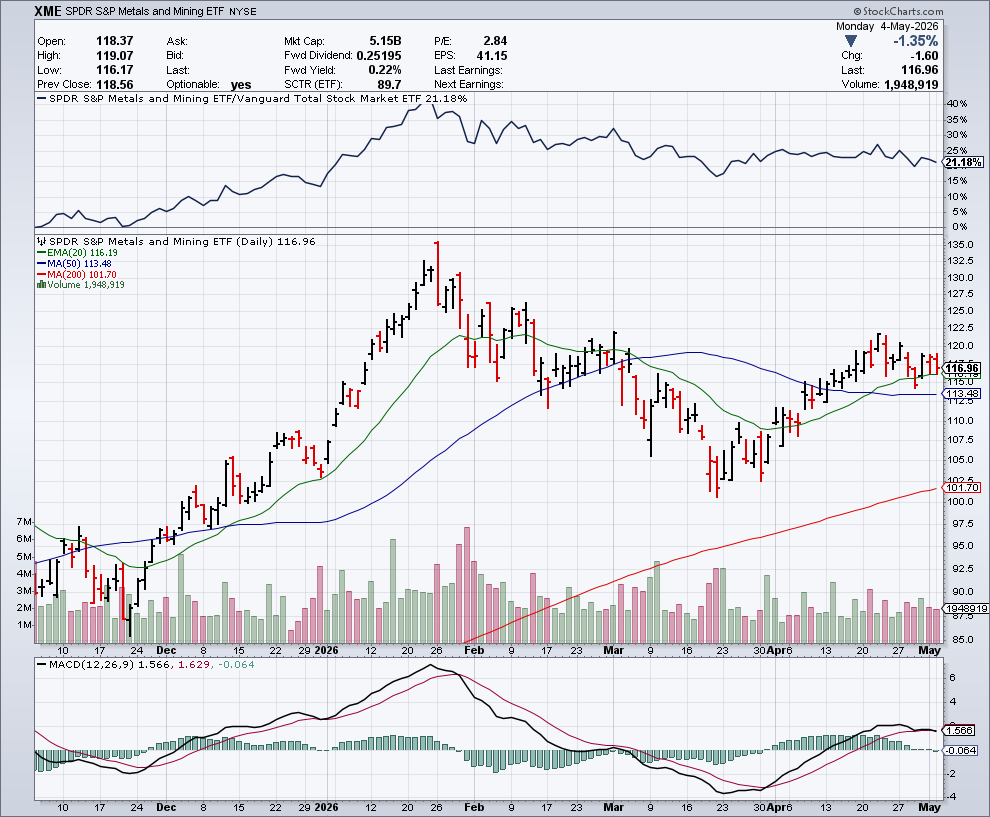 XME SPDR S&P Metals and Mining ETF NYSE
© StockCharts.com
Monday 4-May-2026
Open: 118.37 Ask: Mkt Cap: 5.15B P/E: 2.84 -1.35%
High: 119.07 Bid: Fwd Dividend: 0.25195 EPS: 41.15 Chg: -1.60
Low: 116.17 Last: Fwd Yield: 0.22% Last Earnings: Last: 116.96
Prev Close: 118.56 Optionable: yes SCTR (ETF): 89.7 Next Earnings: Volume: 1,948,919
SPDR S&P Metals and Mining ETF/Vanguard Total Stock Market ETF 21.18%
40%
35%
30%
25%
21.18%
15%
10%
5%
0%
SPDR S&P Metals and Mining ETF (Daily) 116.96
EMA(20) 116.19
MA(50) 113.48
MA(200) 101.70
Volume 1,948,919
135.0
132.5
130.0
127.5
125.0
122.5
120.0
116.96
115.0
113.48
112.5
110.0
107.5
105.0
102.5
101.70
100.0
97.5
95.0
92.5
90.0
1948919
87.5
85.0
7M
6M
5M
4M
3M
2M
1M
10 17 24 Dec 8 15 22 29 2026 12 20 26 Feb 9 17 23 Mar 9 16 23 30 Apr 6 13 20 27 May
MACD(12,26,9) 1.566, 1.629, -0.064
6
4
1.566
-0.064
-2
-4
10 17 24 Dec 8 15 22 29 2026 12 20 26 Feb 9 17 23 Mar 9 16 23 30 Apr 6 13 20 27 May